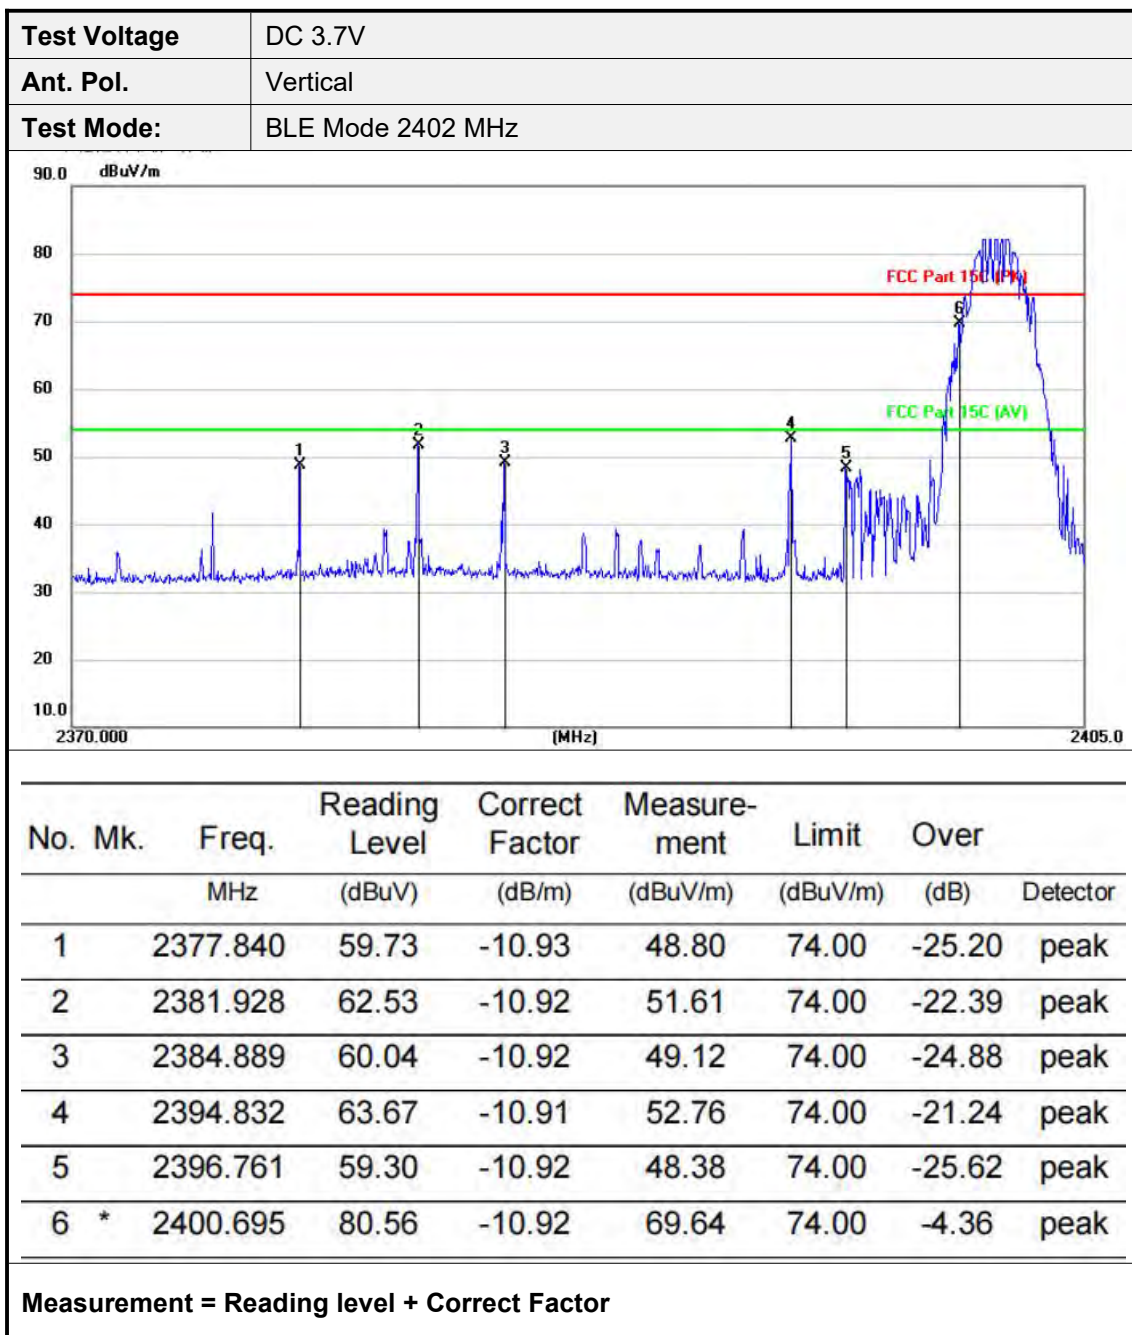 Test Voltage DC 3.7V
Ant. Pol. Vertical
Test Mode: BLE Mode 2402 MHz
90.0 dBuV/m
80
FCC Part 15C (PK)
70
6
60
FCC Part 15C (AV)
1 2 3 4 5
50
40
30
20
10.0
2370.000 (MHz) 2405.0
No. Mk. Freq. Reading Level Correct Factor Measure-ment Limit Over
MHz (dBuV) (dB/m) (dBuV/m) (dBuV/m) (dB) Detector
1 2377.840 59.73 -10.93 48.80 74.00 -25.20 peak
2 2381.928 62.53 -10.92 51.61 74.00 -22.39 peak
3 2384.889 60.04 -10.92 49.12 74.00 -24.88 peak
4 2394.832 63.67 -10.91 52.76 74.00 -21.24 peak
5 2396.761 59.30 -10.92 48.38 74.00 -25.62 peak
6 * 2400.695 80.56 -10.92 69.64 74.00 -4.36 peak
Measurement = Reading level + Correct Factor